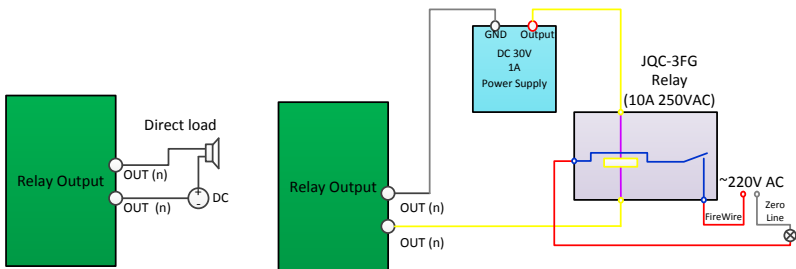 Direct load
Relay Output
OUT (n)
OUT (n)
+
-
DC
Relay Output
OUT (n)
OUT (n)
GND
Output
DC 30V
1A
Power Supply
JQC-3FG
Relay
(10A 250VAC)
~220V AC
FireWire
Zero
Line